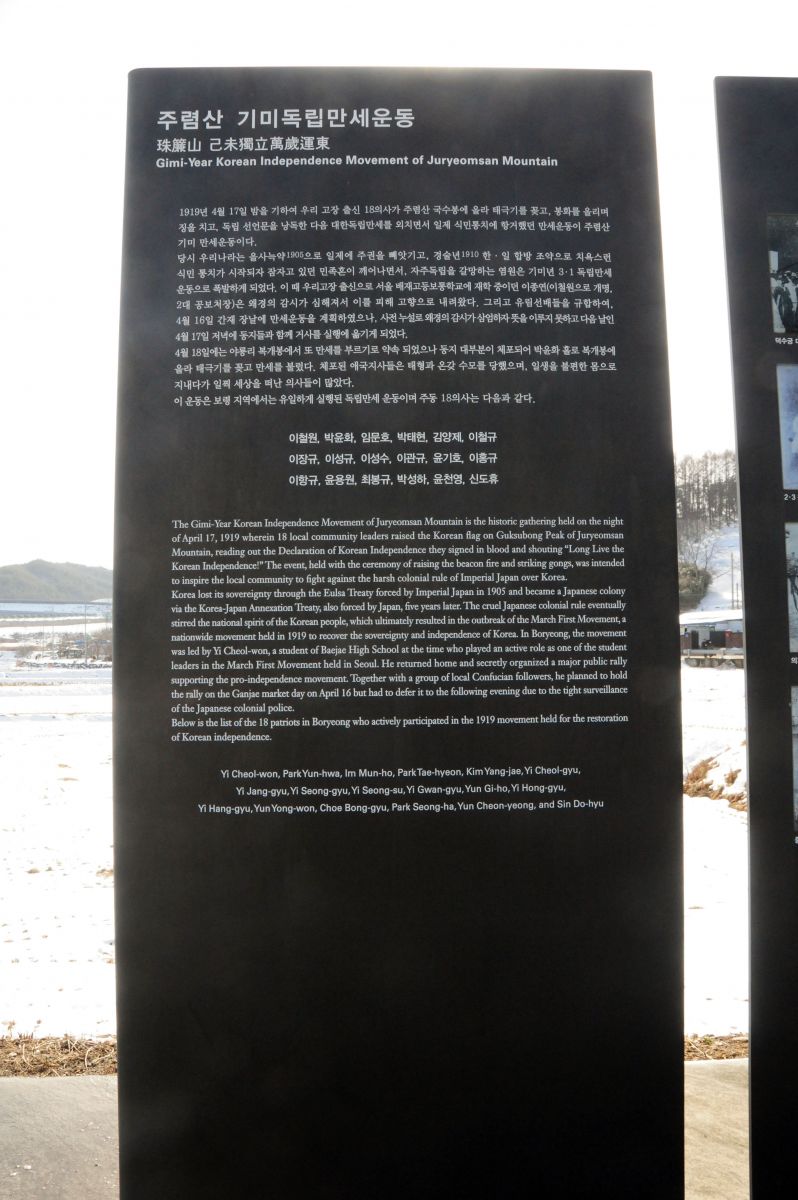 주렴산 기미독립만세운동
珠簾山 己未獨立萬歲運東
Gimi-Year Korean Independence Movement of Juryeomsan Mountain
1919년 4월 17일 밤을 기하여 우리 고장 출신 18의사가 주렴산 국수봉에 올라 태극기를 꽂고, 봉화를 올리며
징을 치고, 독립 선언문을 낭독한 다음 대한독립만세를 외치면서 일제 식민통치에 항거했던 만세운동이 주렴산
기미 만세운동이다.
당시 우리나라는 을사늑약1905으로 일제에 주권을 빼앗기고, 경술년1910 한·일 합방 조약으로 치욕스런
식민 통치가 시작되자 잠자고 있던 민족혼이 깨어나면서, 자주독립을 갈망하는 염원은 기미년 3·1 독립만세
운동으로 폭발하게 되었다. 이 때 우리고장 출신으로 서울 배재고등보통학교에 재학 중이던 이종연(이철원으로 개명,
2대 공보처장)은 왜경의 감시가 심해져서 이를 피해 고향으로 내려왔다. 그리고 유림선배들을 규합하여,
4월 16일 간재 장날에 만세운동을 계획하였으나, 사전 누설로 왜경의 감시가 삼엄하자 뜻을 이루지 못하고 다음 날인
4월 17일 저녁에 동지들과 함께 거사를 실행에 옮기게 되었다.
4월 18일에는 야룡리 복개봉에서 또 만세를 부르기로 약속 되었으나 동지 대부분이 체포되어 박윤화 홀로 복개봉에
올라 태극기를 꽂고 만세를 불렀다. 체포된 애국지사들은 태형과 온갖 수모를 당했으며, 일생을 불편한 몸으로
지내다가 일찍 세상을 떠난 의사들이 많았다.
이 운동은 보령 지역에서는 유일하게 실행된 독립만세 운동이며 주동 18의사는 다음과 같다.
이철원, 박윤화, 임문호, 박태현, 김양제, 이철규
이장규, 이성규, 이성수, 이관규, 윤기호, 이홍규
이항규, 윤용원, 최봉규, 박성하, 윤천영, 신도휴
The Gimi-Year Korean Independence Movement of Juryeomsan Mountain is the historic gathering held on the night
of April 17, 1919 wherein 18 local community leaders raised the Korean flag on Guksubong Peak of Juryeomsan
Mountain, reading out the Declaration of Korean Independence they signed in blood and shouting “Long Live the
Korean Independence!” The event, held with the ceremony of raising the beacon fire and striking gongs, was intended
to inspire the local community to fight against the harsh colonial rule of Imperial Japan over Korea.
Korea lost its sovereignty through the Eulsa Treaty forced by Imperial Japan in 1905 and became a Japanese colony
via the Korea-Japan Annexation Treaty, also forced by Japan, five years later. The cruel Japanese colonial rule eventually
stirred the national spirit of the Korean people, which ultimately resulted in the outbreak of the March First Movement, a
nationwide movement held in 1919 to recover the sovereignty and independence of Korea. In Boryeong, the movement
was led by Yi Cheol-won, a student of Baejae High School at the time who played an active role as one of the student
leaders in the March First Movement held in Seoul. He returned home and secretly organized a major public rally
supporting the pro-independence movement. Together with a group of local Confucian followers, he planned to hold
the rally on the Ganjae market day on April 16 but had to defer it to the following evening due to the tight surveillance
of the Japanese colonial police.
Below is the list of the 18 patriots in Boryeong who actively participated in the 1919 movement held for the restoration
of Korean independence.
Yi Cheol-won, Park Yun-hwa, Im Mun-ho, Park Tae-hyeon, Kim Yang-jae, Yi Cheol-gyu,
Yi Jang-gyu, Yi Seong-gyu, Yi Seong-su, Yi Gwan-gyu, Yun Gi-ho, Yi Hong-gyu,
Yi Hang-gyu, Yun Yong-won, Choe Bong-gyu, Park Seong-ha, Yun Cheon-yeong, and Sin Do-hyu
덕수궁
2·3